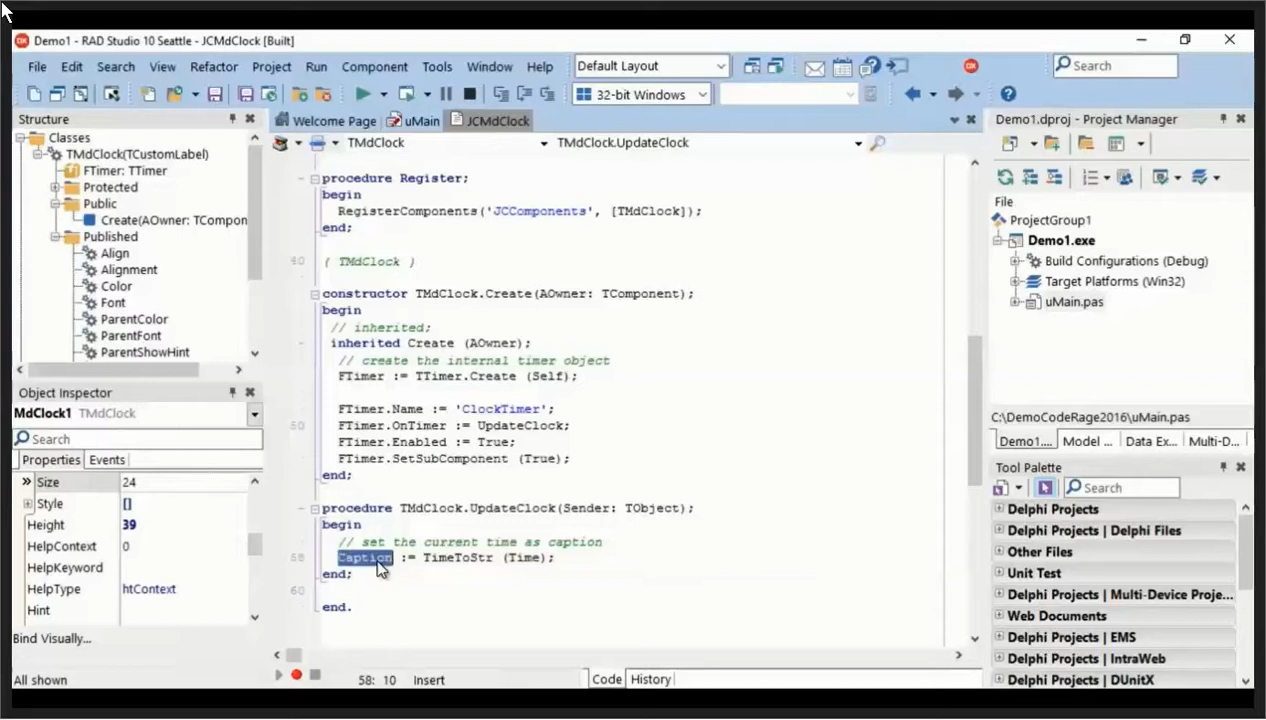 Demo1 - RAD Studio 10 Seattle - JCMdClock [Built]
File Edit Search View Refactor Project Run Component Tools Window Help Default Layout Search
32-bit Windows
Structure
Welcome Page uMain JCMdClock
Demo1.dproj - Project Manager
TMdClock TMdClock.UpdateClock
Classes
TMdClock(TCustomLabel)
FTimer: TTimer
Protected
Public
Create(AOwner: TCompon
Published
Align
Alignment
Color
Font
ParentColor
ParentFont
ParentShowHint
procedure Register;
begin
RegisterComponents('JCComponents', [TMdClock]);
end;
40 { TMdClock }
constructor TMdClock.Create(AOwner: TComponent);
begin
// inherited;
inherited Create (AOwner);
// create the internal timer object
FTimer := TTimer.Create (Self);
FTimer.Name := 'ClockTimer';
50 FTimer.OnTimer := UpdateClock;
FTimer.Enabled := True;
FTimer.SetSubComponent (True);
end;
procedure TMdClock.UpdateClock(Sender: TObject);
begin
// set the current time as caption
58 Caption := TimeToStr (Time);
end;
60
end.
File
ProjectGroup1
Demo1.exe
Build Configurations (Debug)
Target Platforms (Win32)
uMain.pas
C:\DemoCodeRage2016\uMain.pas
Demo1.... Model ... Data Ex... Multi-D...
Object Inspector
MdClock1 TMdClock
Search
Properties Events
Size 24
Style []
Height 39
HelpContext 0
HelpKeyword
HelpType htContext
Hint
Bind Visually...
All shown
58: 10 Insert Code History
Tool Palette
Search
Delphi Projects
Delphi Projects | Delphi Files
Other Files
Unit Test
Delphi Projects | Multi-Device Proje...
Web Documents
Delphi Projects | EMS
Delphi Projects | IntraWeb
Delphi Projects | DUnitX